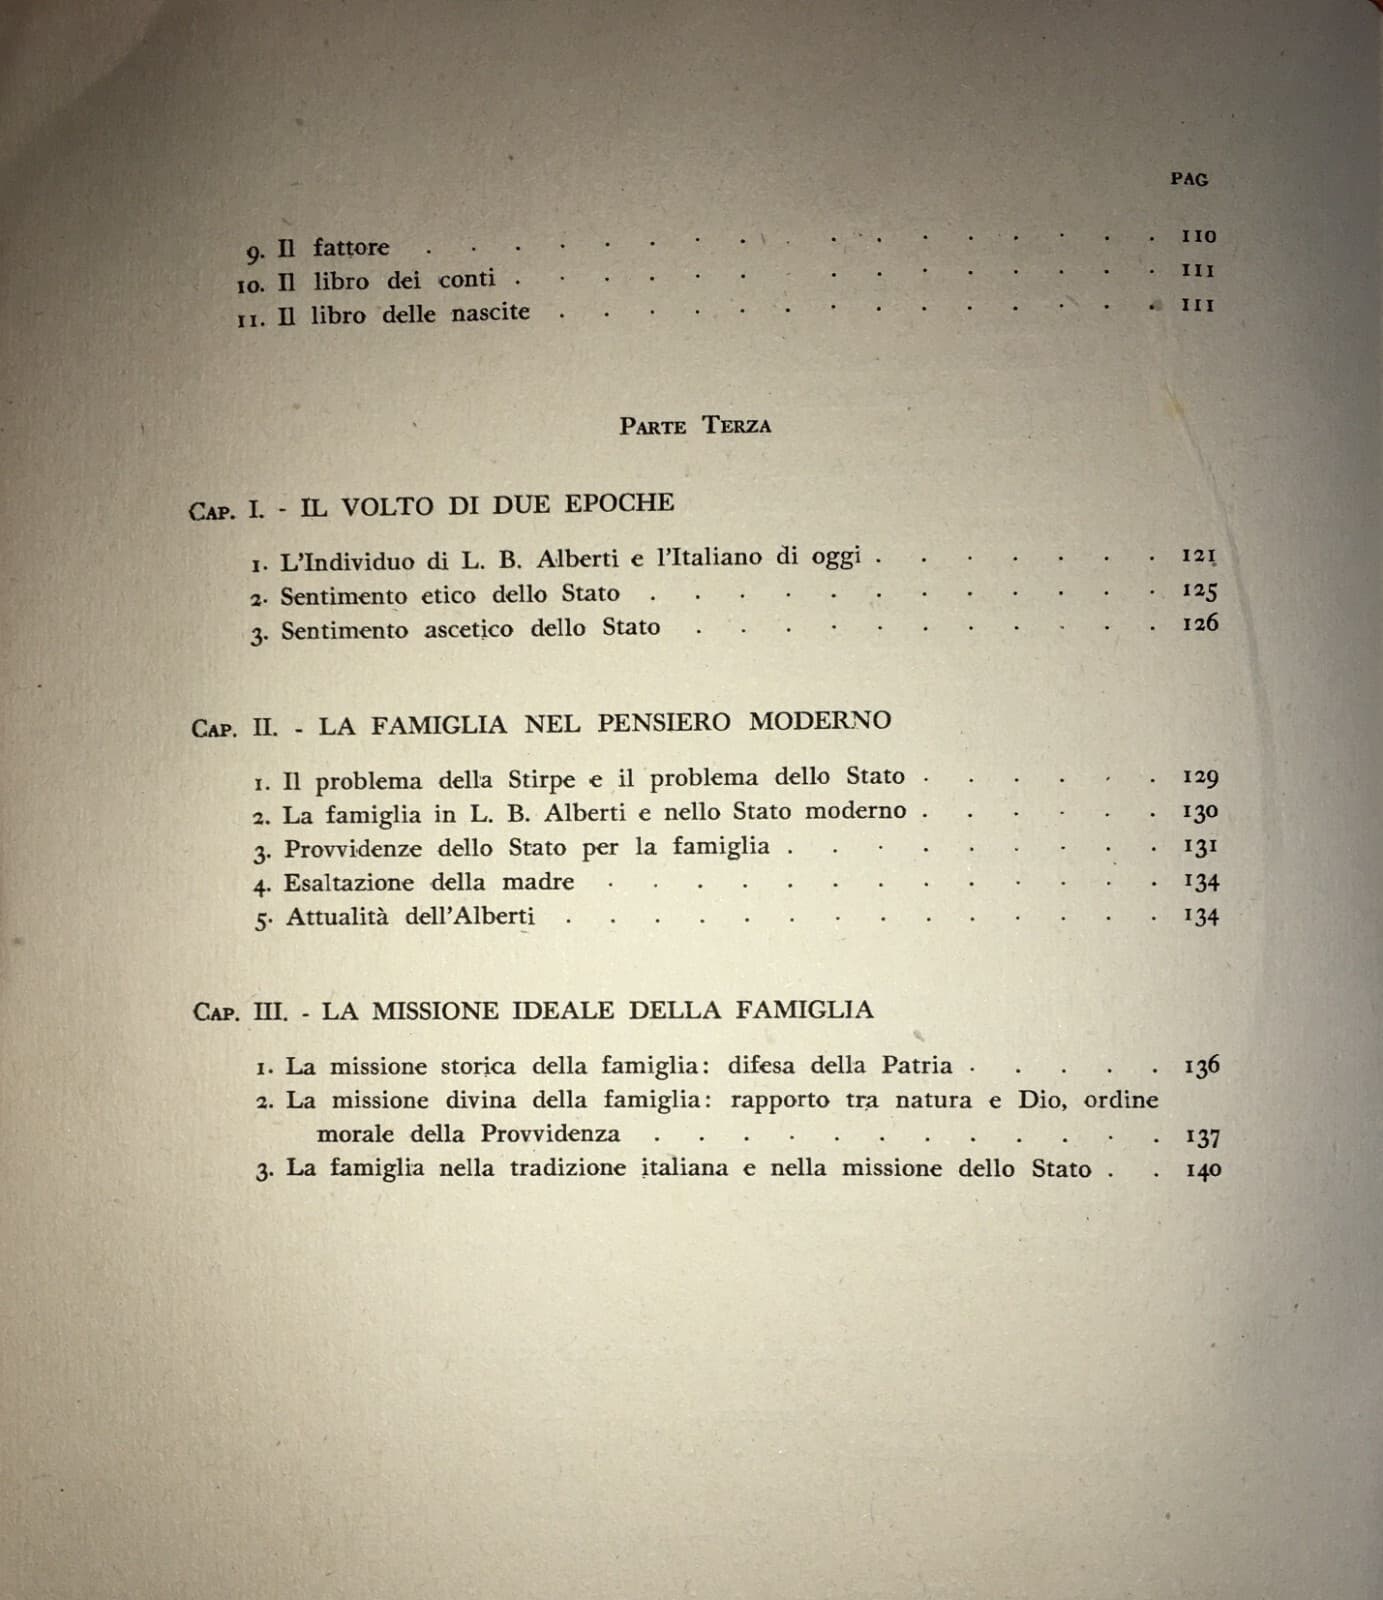 PAG
9. Il fattore . . . . . . . . . . . . . . . . 110
10. Il libro dei conti . . . . . . . . . . . . . . 111
11. Il libro delle nascite . . . . . . . . . . . . . . 111
Parte Terza
Cap. I. - IL VOLTO DI DUE EPOCHE
1. L'Individuo di L. B. Alberti e l'Italiano di oggi . . . . . . . 121
2. Sentimento etico dello Stato . . . . . . . . . . . . 125
3. Sentimento ascetico dello Stato . . . . . . . . . . . 126
Cap. II. - LA FAMIGLIA NEL PENSIERO MODERNO
1. Il problema della Stirpe e il problema dello Stato . . . . . . 129
2. La famiglia in L. B. Alberti e nello Stato moderno . . . . . . 130
3. Provvidenze dello Stato per la famiglia . . . . . . . . . 131
4. Esaltazione della madre . . . . . . . . . . . . . 134
5. Attualità dell'Alberti . . . . . . . . . . . . . . 134
Cap. III. - LA MISSIONE IDEALE DELLA FAMIGLIA
1. La missione storica della famiglia: difesa della Patria . . . . . 136
2. La missione divina della famiglia: rapporto tra natura e Dio, ordine
morale della Provvidenza . . . . . . . . . . . . 137
3. La famiglia nella tradizione italiana e nella missione dello Stato . . 140